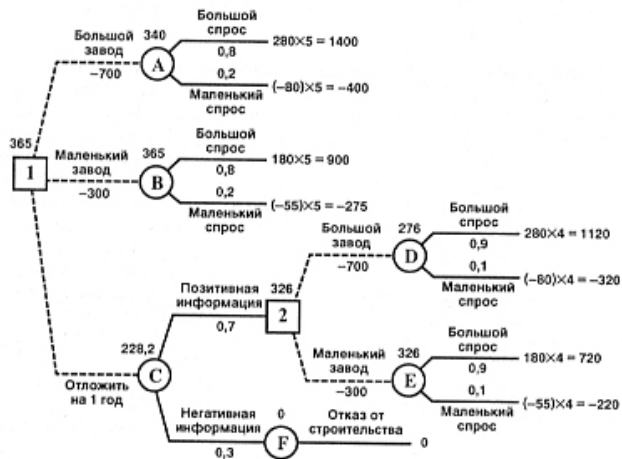 Большой
спрос
340
280×5 = 1400
Большой
завод
0,8
−700
A
0,2
(−80)×5 = −400
Маленький
спрос
365
1
Большой
спрос
365
180×5 = 900
Маленький
завод
0,8
−300
B
0,2
(−55)×5 = −275
Маленький
спрос
Большой
спрос
276
280×4 = 1120
Большой
завод
0,9
−700
D
0,1
(−80)×4 = −320
Маленький
спрос
Позитивная
информация
0,7
326
2
228,2
C
Отложить
на 1 год
Большой
спрос
326
180×4 = 720
Маленький
завод
0,9
−300
E
0,1
(−55)×4 = −220
Маленький
спрос
Негативная
информация
0,3
0
F
Отказ от
строительства
0